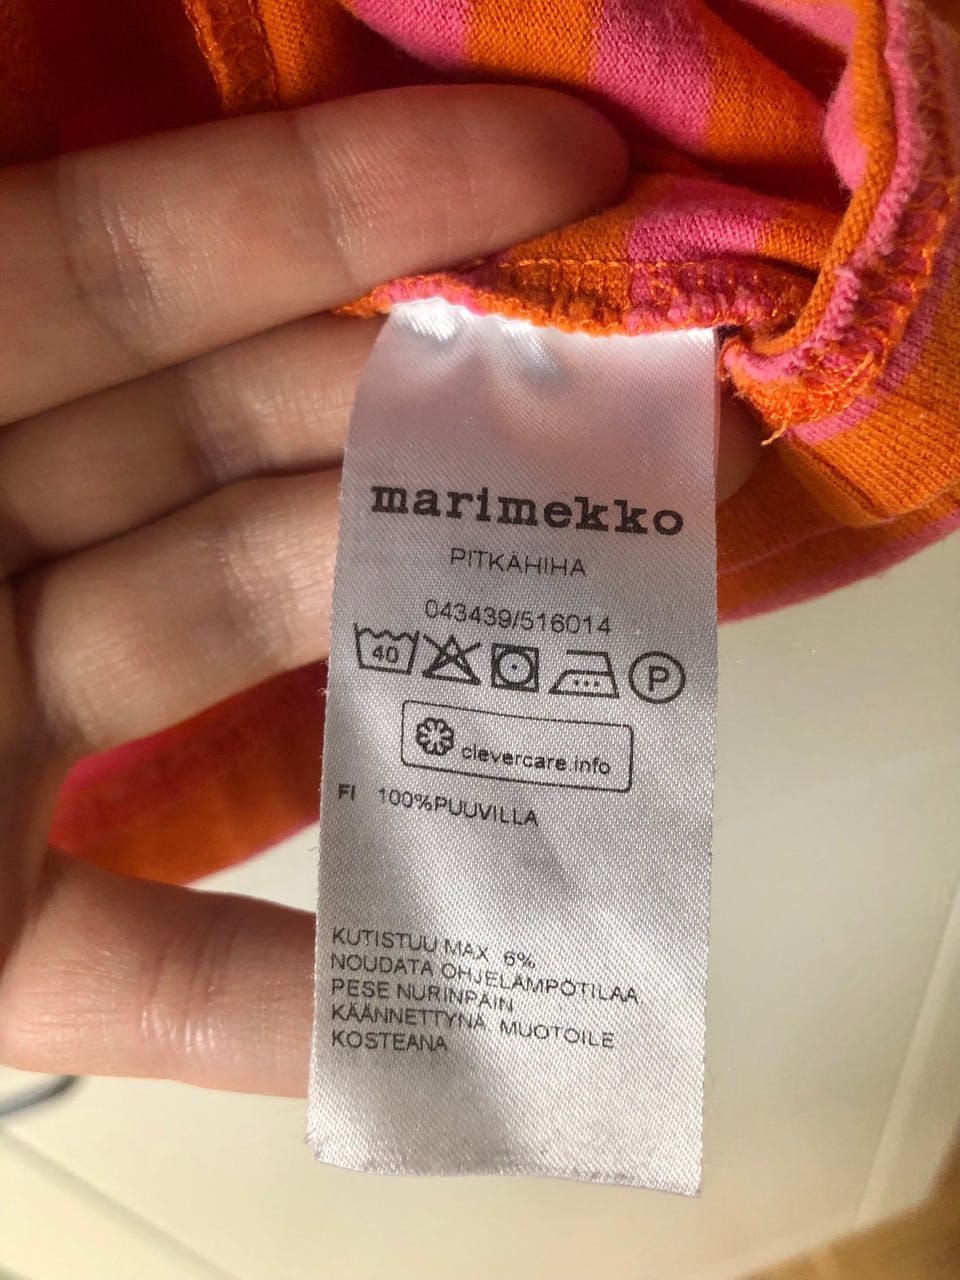 marimekko
PITKÄHIHA
043439/516014
40 P
clevercare.info
FI 100%PUUVILLA
KUTISTUU MAX 6%
NOUDATA OHJELÄMPÖTILAA
PESE NURINPÄIN
KÄÄNNETTYNÄ MUOTOILE
KOSTEANA